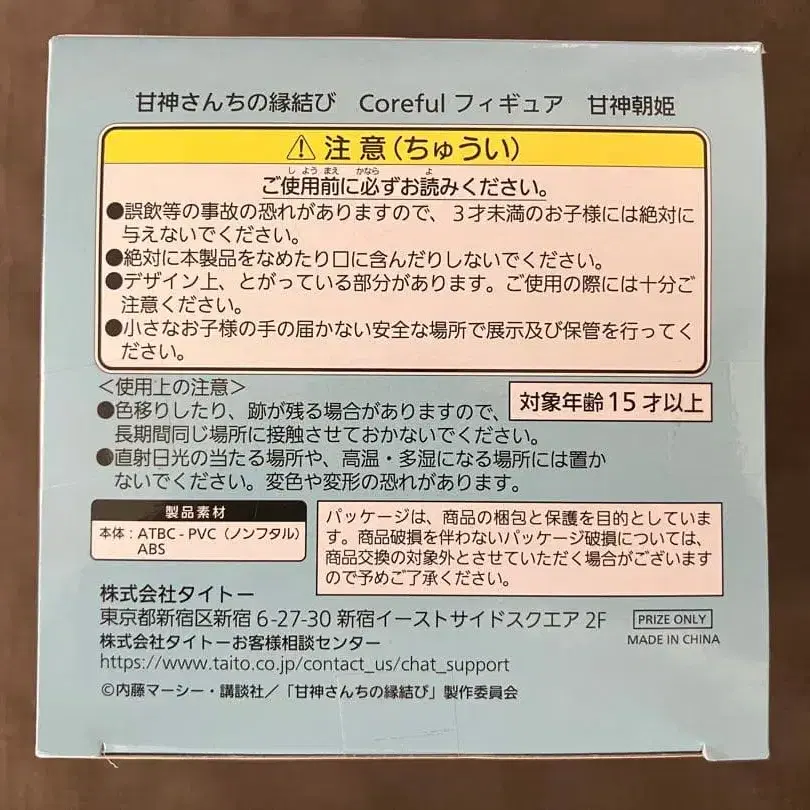 甘神さんちの縁結び Coreful フィギュア 甘神朝姫
注意(ちゅうい)
ご使用前に必ずお読みください。
●誤飲等の事故の恐れがありますので、3才未満のお子様には絶対に
与えないでください。
●絶対に本製品をなめたり口に含んだりしないでください。
●デザイン上、とがっている部分があります。ご使用の際には十分ご
注意ください。
●小さなお子様の手の届かない安全な場所で展示及び保管を行ってく
ださい。
<使用上の注意>
●色移りしたり、跡が残る場合がありますので、
長期間同じ場所に接触させておかないでください。
対象年齢15才以上
●直射日光の当たる場所や、高温・多湿になる場所には置か
ないでください。変色や変形の恐れがあります。
製品素材
本体:ATBC-PVC(ノンフタル)
ABS
パッケージは、商品の梱包と保護を目的としていま
す。商品破損を伴わないパッケージ破損については、
商品交換の対象外とさせていただく場合がございます
ので予めご了承ください。
株式会社タイトー
東京都新宿区新宿 6-27-30 新宿イーストサイドスクエア 2F
株式会社タイトーお客様相談センター
https://www.taito.co.jp/contact_us/chat_support
PRIZE ONLY
MADE IN CHINA
©内藤マーシー・講談社/「甘神さんちの縁結び」製作委員会